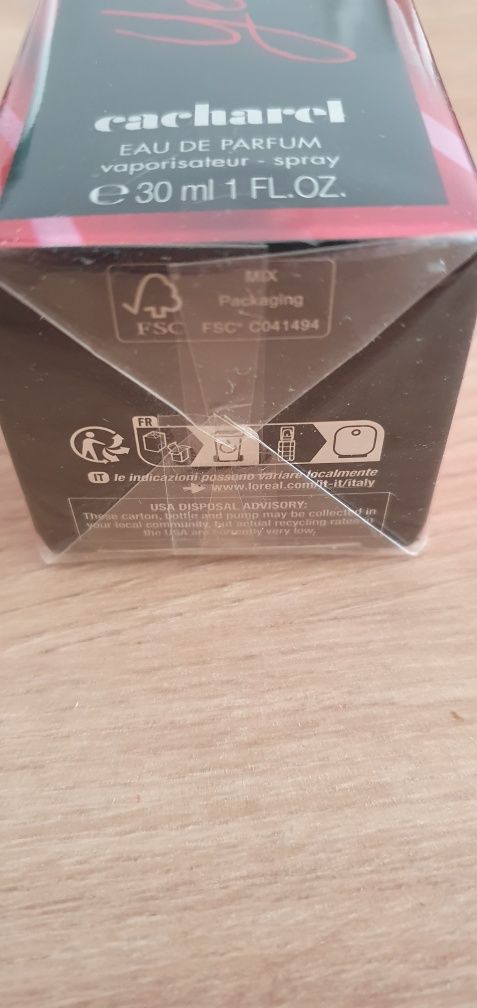 cacharel
EAU DE PARFUM
vaporisateur - spray
e 30 ml 1 FL.OZ.
MIX
Packaging
FSC FSC® C041494
FR
IT le indicazioni possono variare localmente
www.loreal.com/it-it/italy
USA DISPOSAL ADVISORY:
These carton, bottle and pump may be collected in
your local community, but actual recycling rates in
the USA are normally very low.